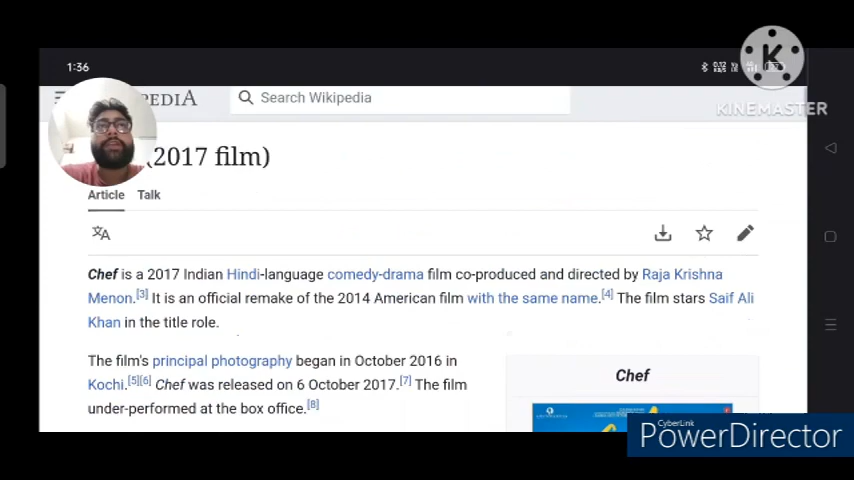 1:36
KINEMASTER
PEDIA
Search Wikipedia
(2017 film)
Article Talk
Chef is a 2017 Indian Hindi-language comedy-drama film co-produced and directed by Raja Krishna
Menon.[3] It is an official remake of the 2014 American film with the same name.[4] The film stars Saif Ali
Khan in the title role.
The film's principal photography began in October 2016 in
Kochi.[5][6] Chef was released on 6 October 2017.[7] The film
under-performed at the box office.[8]
Chef
CyberLink
PowerDirector